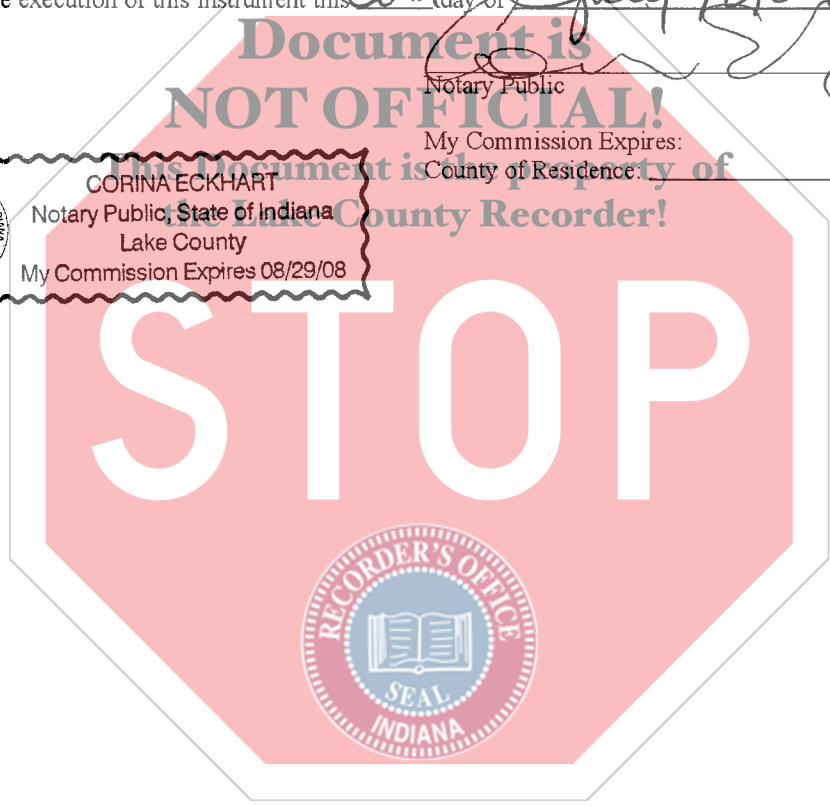 e execution of this instrument this (day of
Document is
Notary Public
NOT OFFICIAL!
My Commission Expires:
This Document is the property of
County of Residence:
the Lake County Recorder!
CORINA ECKHART
Notary Public, State of Indiana
Lake County
My Commission Expires 08/29/08
STOP
RECORDER'S OFFICE
SEAL
INDIANA